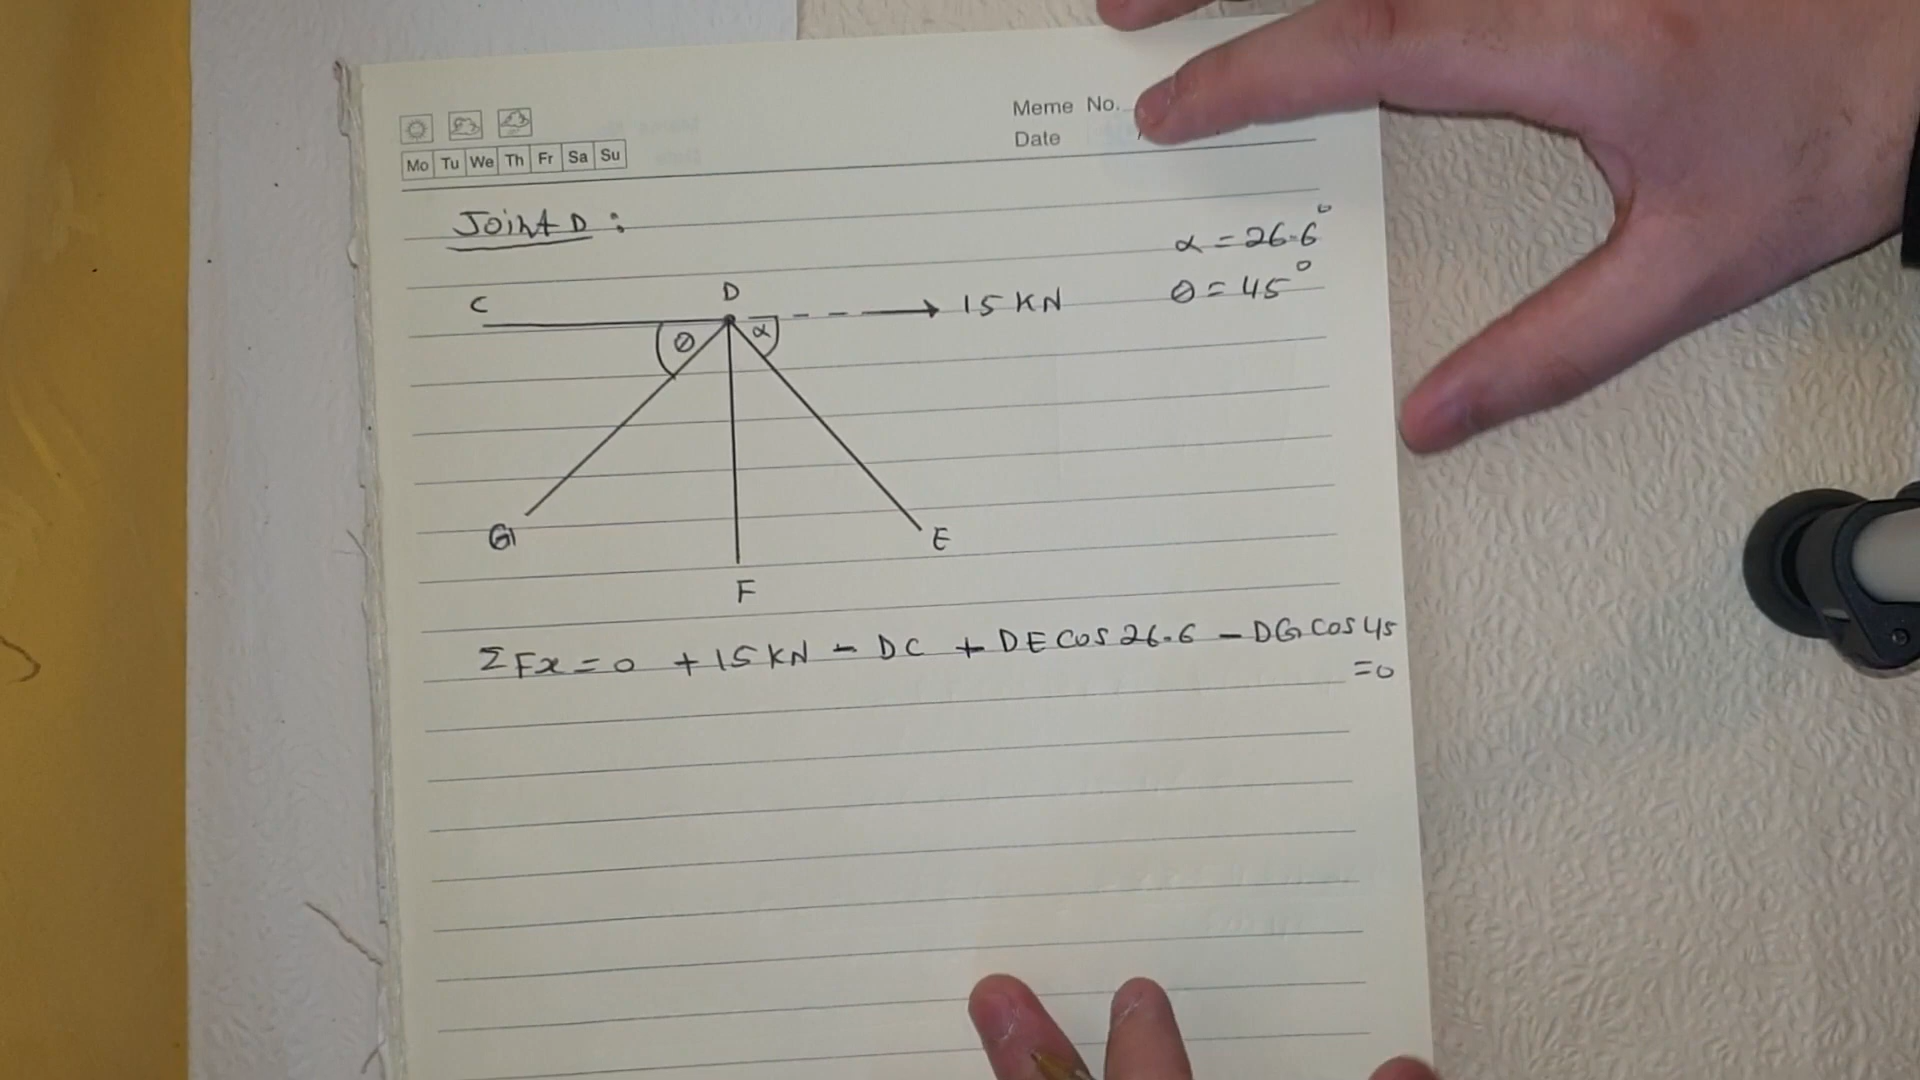 Meme No.
Date
Mo Tu We Th Fr Sa Su
Joint D :
α = 26.6°
θ = 45°
C D 15 KN
θ α
G E
F
ΣFx = 0 + 15 KN - DC + DE cos 26.6 - DG cos 45
= 0